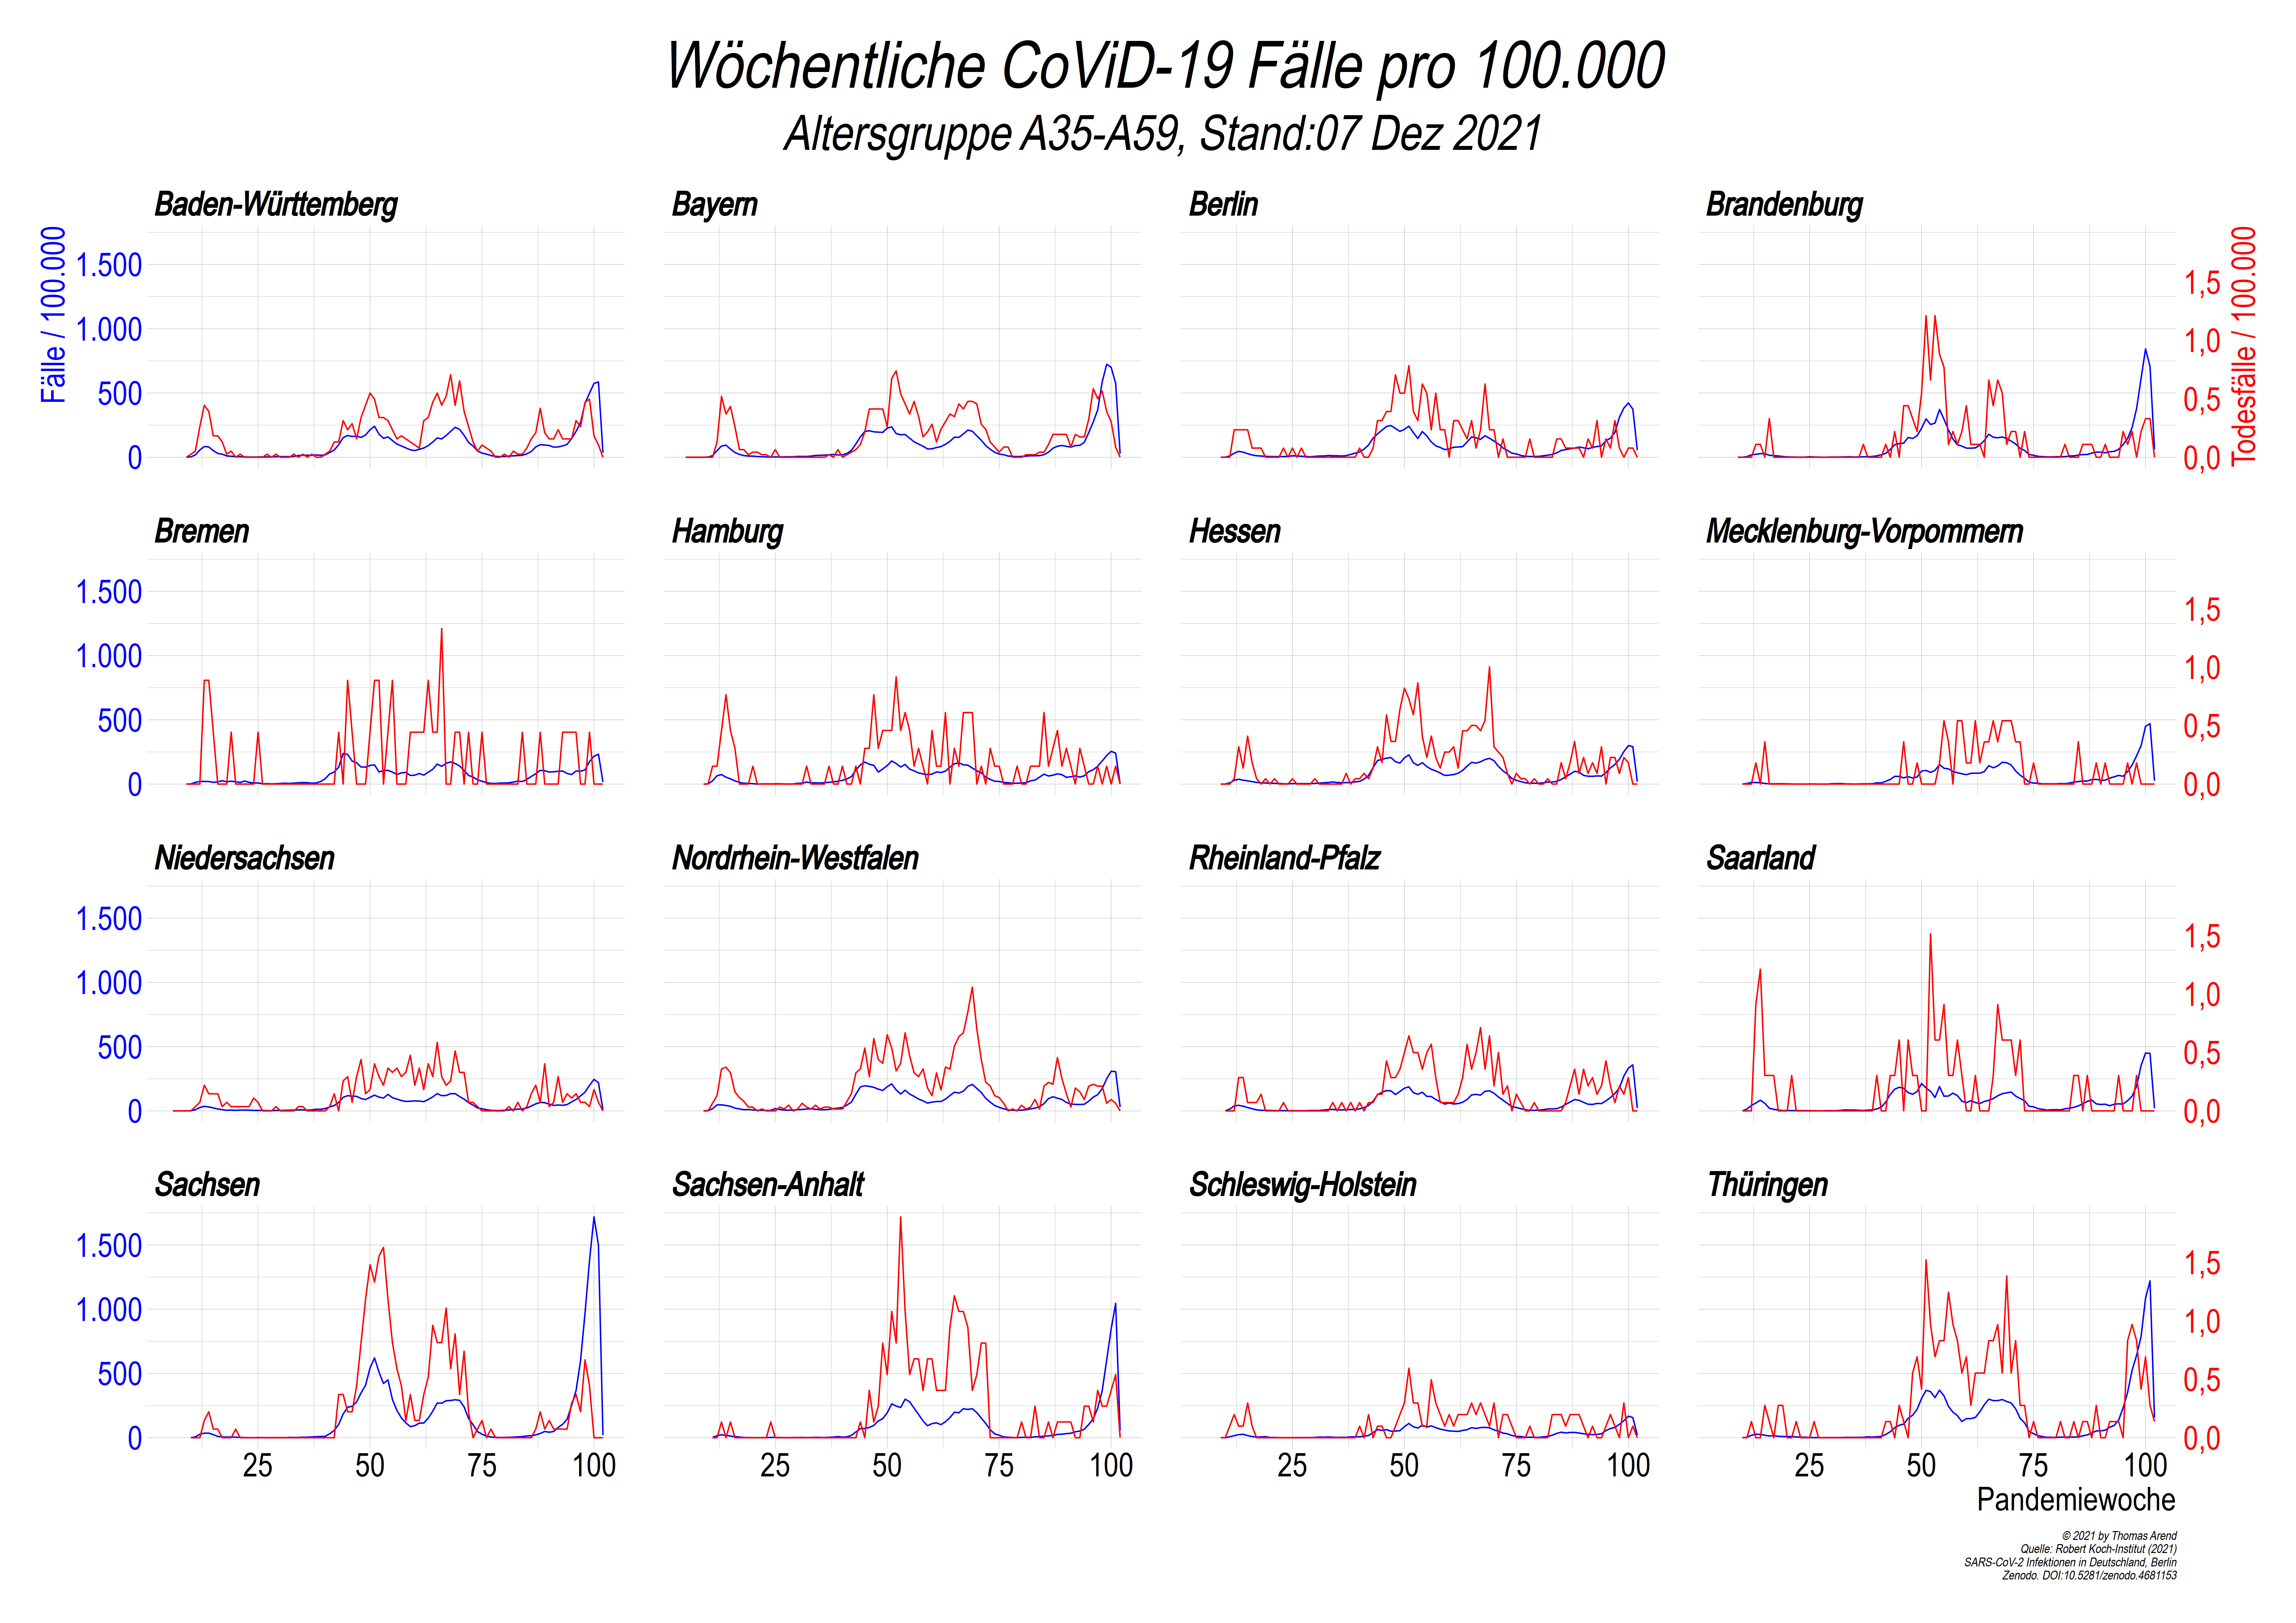 Wöchentliche CoViD-19 Fälle pro 100.000
Altersgruppe A35-A59, Stand:07 Dez 2021
Baden-Württemberg
Bayern
Berlin
Brandenburg
Fälle / 100.000
1.500
1.000
500
0
1,5
1,0
0,5
0,0
Todesfälle / 100.000
Bremen
Hamburg
Hessen
Mecklenburg-Vorpommern
1.500
1.000
500
0
1,5
1,0
0,5
0,0
Niedersachsen
Nordrhein-Westfalen
Rheinland-Pfalz
Saarland
1.500
1.000
500
0
1,5
1,0
0,5
0,0
Sachsen
Sachsen-Anhalt
Schleswig-Holstein
Thüringen
1.500
1.000
500
0
1,5
1,0
0,5
0,0
25 50 75 100
25 50 75 100
25 50 75 100
25 50 75 100
Pandemiewoche
© 2021 by Thomas Arend
Quelle: Robert Koch-Institut (2021)
SARS-CoV-2 Infektionen in Deutschland, Berlin
Zenodo. DOI:10.5281/zenodo.4681153